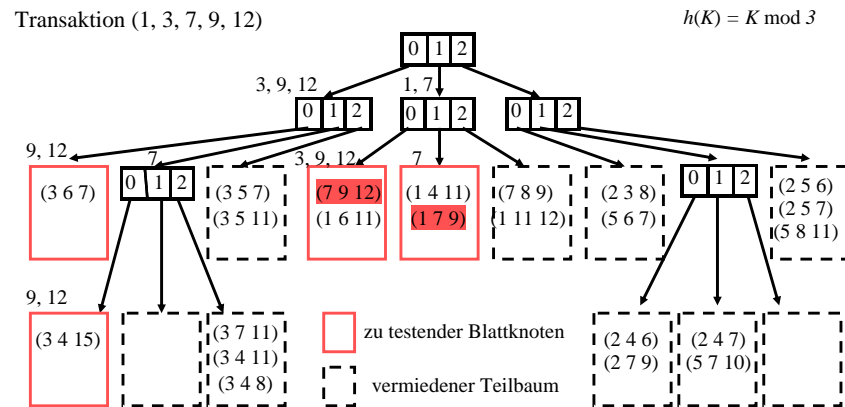 Transaktion (1, 3, 7, 9, 12)
h(K) = K mod 3
0 1 2
3, 9, 12
1, 7
0 1 2
0 1 2
0 1 2
9, 12
7
3, 9, 12
7
(3 6 7)
0 1 2
(3 5 7)
(3 5 11)
(7 9 12)
(1 6 11)
(1 4 11)
(1 7 9)
(7 8 9)
(1 11 12)
(2 3 8)
(5 6 7)
0 1 2
(2 5 6)
(2 5 7)
(5 8 11)
9, 12
(3 4 15)
(3 7 11)
(3 4 11)
(3 4 8)
zu testender Blattknoten
vermiedener Teilbaum
(2 4 6)
(2 7 9)
(2 4 7)
(5 7 10)